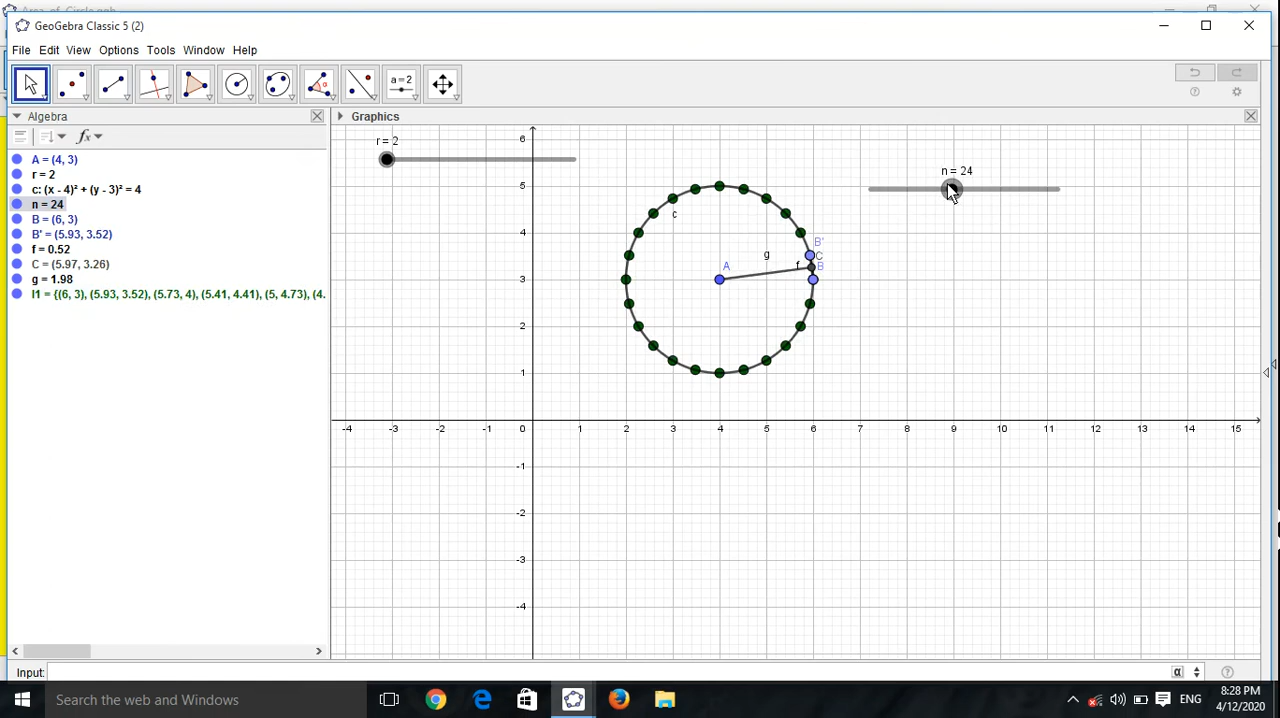 Area of Circle.ggb
GeoGebra Classic 5 (2)
File Edit View Options Tools Window Help
a = 2
Algebra
Graphics
fx
A = (4, 3)
r = 2
c: (x - 4)² + (y - 3)² = 4
n = 24
B = (6, 3)
B' = (5.93, 3.52)
f = 0.52
C = (5.97, 3.26)
g = 1.98
l1 = {(6, 3), (5.93, 3.52), (5.73, 4), (5.41, 4.41), (5, 4.73), (4.
r = 2
n = 24
6
5
4
3
2
1
0
-1
-2
-3
-4
-4 -3 -2 -1 1 2 3 4 5 6 7 8 9 10 11 12 13 14 15
c
B'
g
C
A
f
B
Input:
α
Search the web and Windows
ENG
8:28 PM
4/12/2020